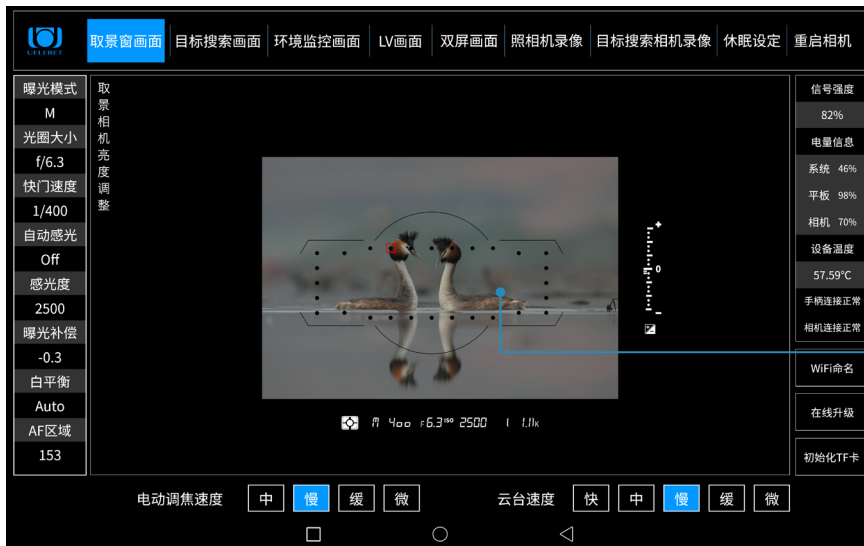 UELENET
取景窗画面
目标搜索画面
环境监控画面
LV画面
双屏画面
照相机录像
目标搜索相机录像
休眠设定
重启相机
曝光模式
M
光圈大小
f/6.3
快门速度
1/400
自动感光
Off
感光度
2500
曝光补偿
-0.3
白平衡
Auto
AF区域
153
取景相机亮度调整
+
0
-
M 400 F6.3 ISO 2500 [ 1.1]K
信号强度
82%
电量信息
系统 46%
平板 98%
相机 70%
设备温度
57.59°C
手柄连接正常
相机连接正常
WiFi命名
在线升级
初始化TF卡
电动调焦速度 中 慢 缓 微
云台速度 快 中 慢 缓 微